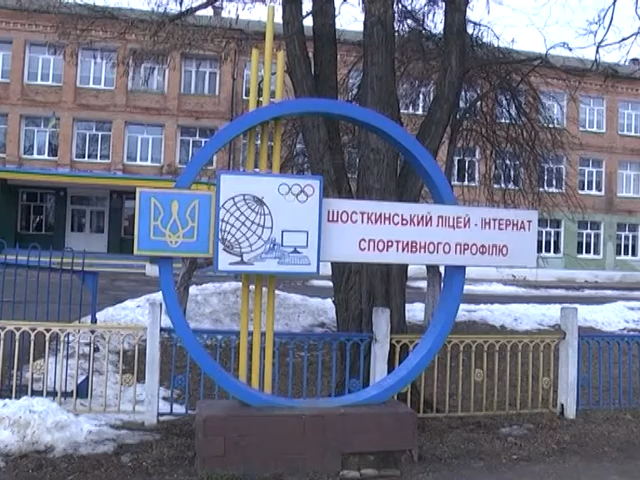 ШОСТКИНСЬКИЙ ЛІЦЕЙ - ІНТЕРНАТ
СПОРТИВНОГО ПРОФІЛЮ